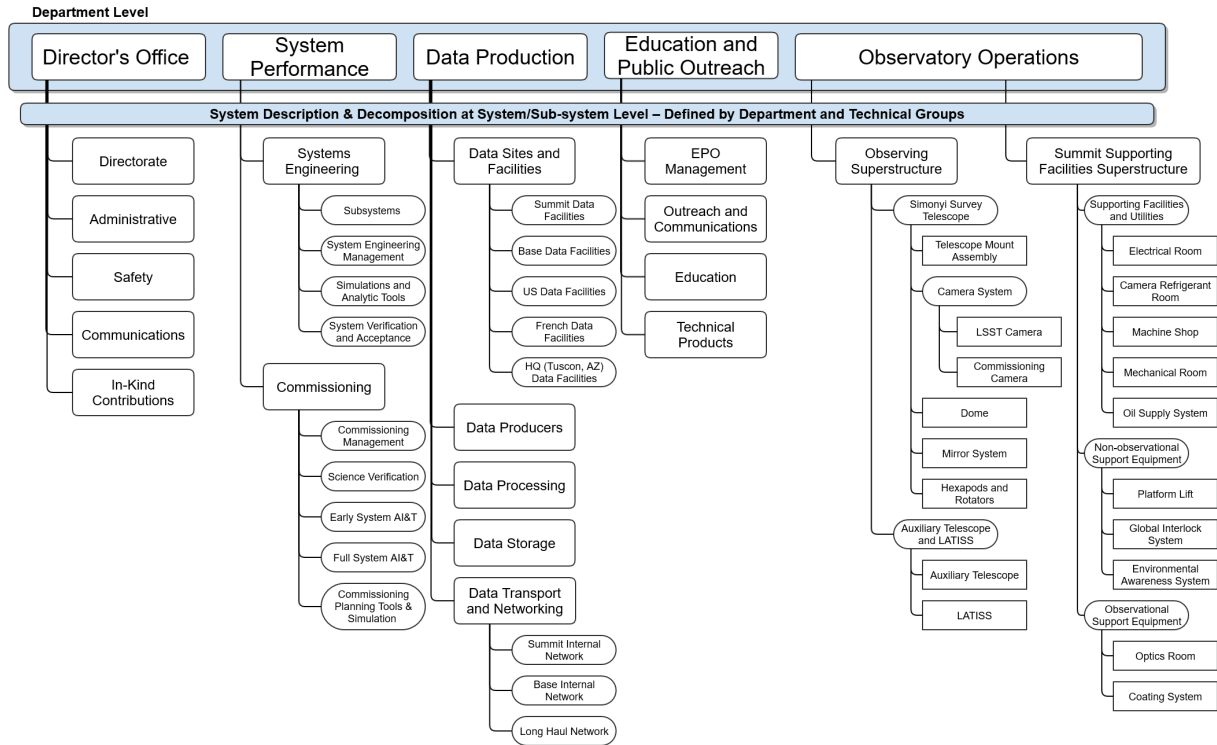 Department Level
Director's Office
System
Performance
Data Production
Education and
Public Outreach
Observatory Operations
System Description & Decomposition at System/Sub-system Level – Defined by Department and Technical Groups
Directorate
Administrative
Safety
Communications
In-Kind
Contributions
Systems
Engineering
Subsystems
System Engineering
Management
Simulations and
Analytic Tools
System Verification
and Acceptance
Commissioning
Commissioning
Management
Science Verification
Early System AI&T
Full System AI&T
Commissioning
Planning Tools &
Simulation
Data Sites and
Facilities
Summit Data
Facilities
Base Data Facilities
US Data Facilities
French Data
Facilities
HQ (Tuscon, AZ)
Data Facilities
Data Producers
Data Processing
Data Storage
Data Transport
and Networking
Summit Internal
Network
Base Internal
Network
Long Haul Network
EPO
Management
Outreach and
Communications
Education
Technical
Products
Observing
Superstructure
Simonyi Survey
Telescope
Telescope Mount
Assembly
Camera System
LSST Camera
Commissioning
Camera
Dome
Mirror System
Hexapods and
Rotators
Auxiliary Telescope
and LATISS
Auxiliary Telescope
LATISS
Summit Supporting
Facilities Superstructure
Supporting Facilities
and Utilities
Electrical Room
Camera Refrigerant
Room
Machine Shop
Mechanical Room
Oil Supply System
Non-observational
Support Equipment
Platform Lift
Global Interlock
System
Environmental
Awareness System
Observational
Support Equipment
Optics Room
Coating System